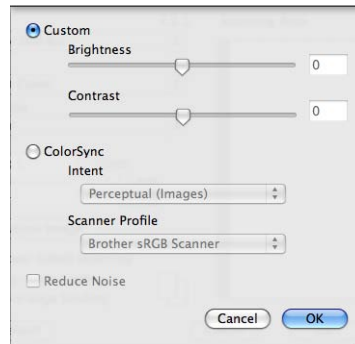 Custom
Brightness
0
Contrast
0
ColorSync
Intent
Perceptual (Images)
Scanner Profile
Brother sRGB Scanner
Reduce Noise
Cancel OK